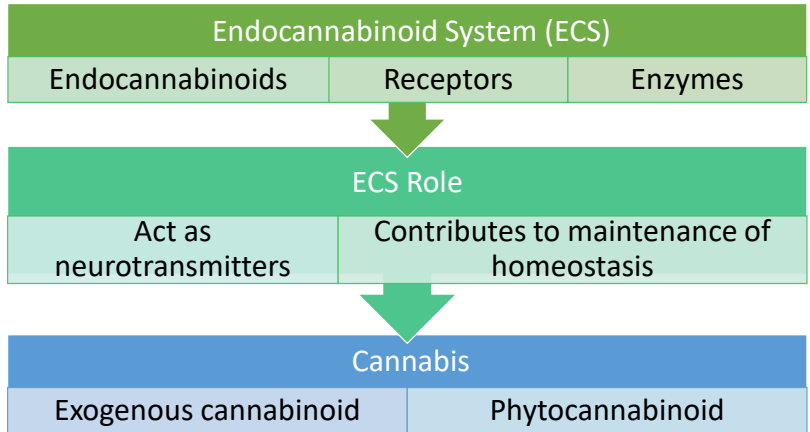 Endocannabinoid System (ECS)
Endocannabinoids
Receptors
Enzymes
ECS Role
Act as
neurotransmitters
Contributes to maintenance of
homeostasis
Cannabis
Exogenous cannabinoid
Phytocannabinoid